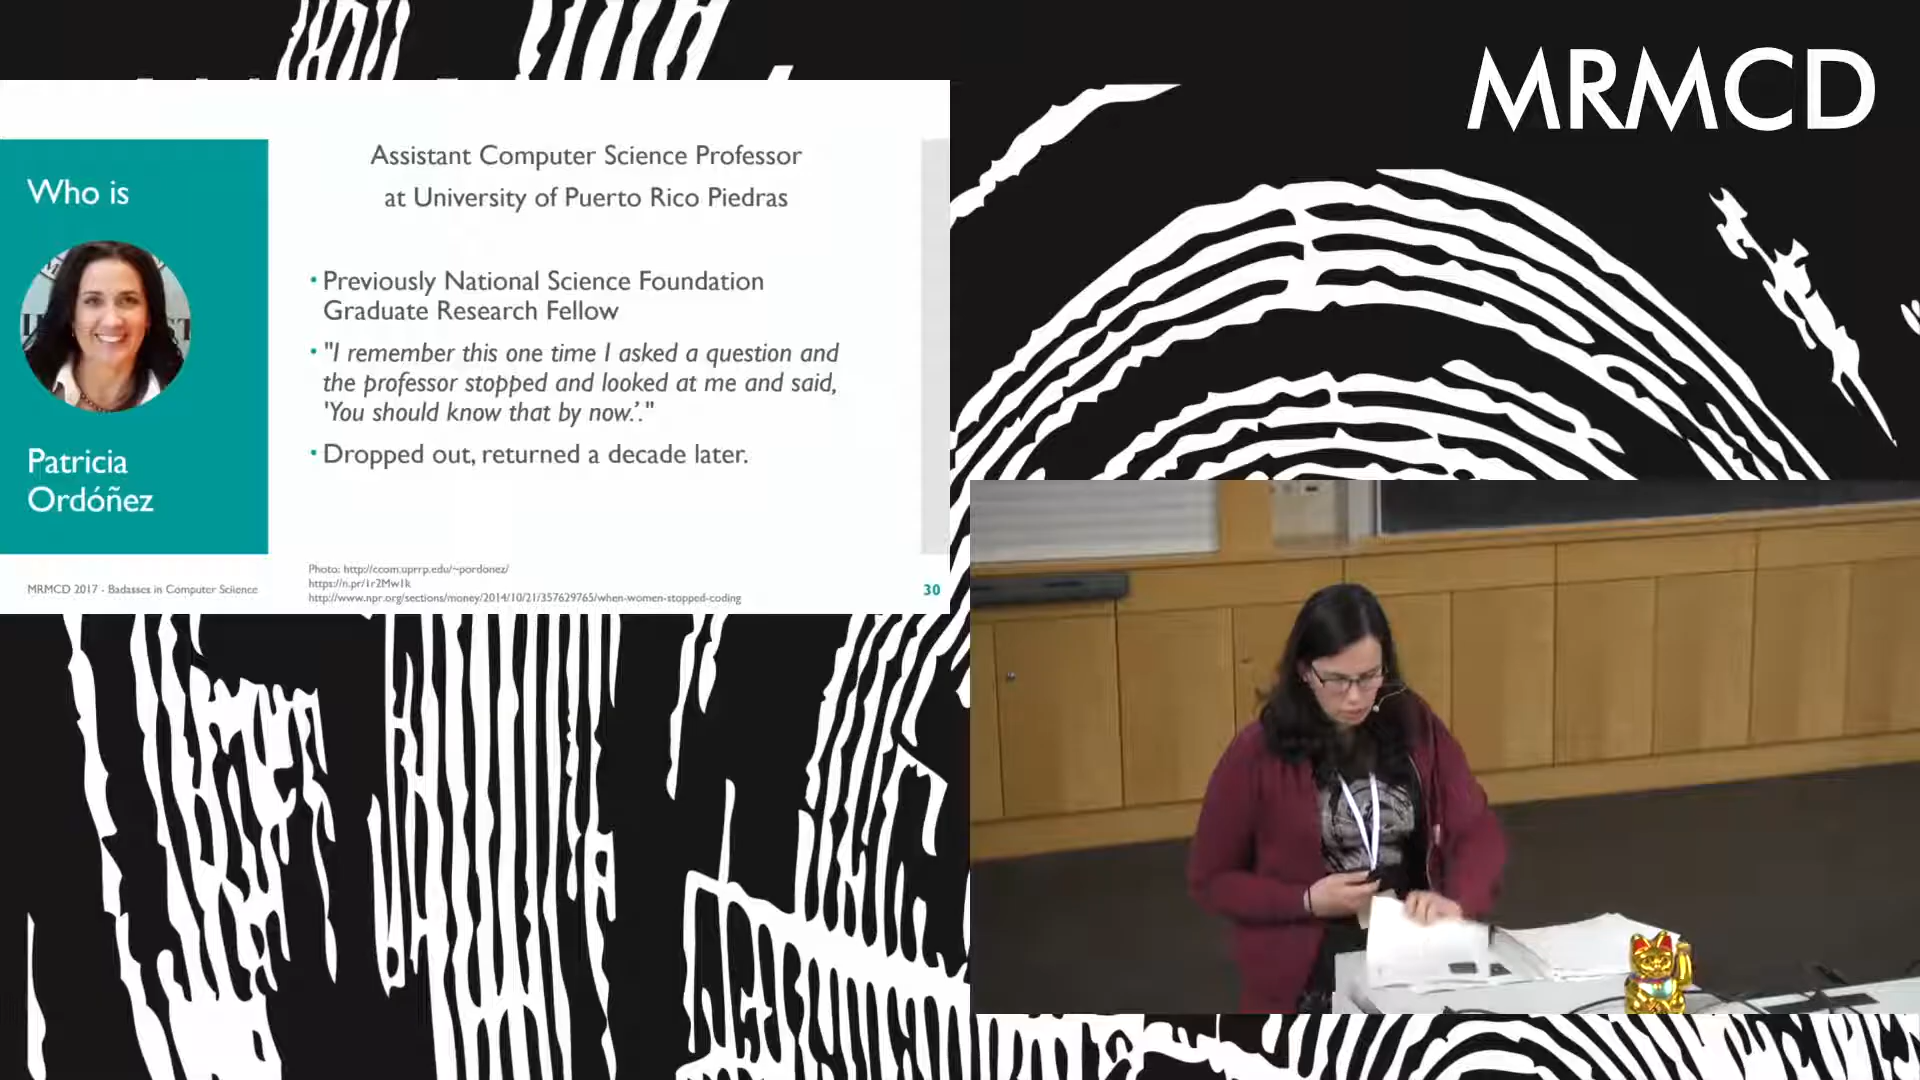 MRMCD
Who is
Patricia
Ordóñez
Assistant Computer Science Professor
at University of Puerto Rico Piedras
• Previously National Science Foundation
Graduate Research Fellow
• "I remember this one time I asked a question and
the professor stopped and looked at me and said,
'You should know that by now.'."
• Dropped out, returned a decade later.
Photo: http://ccom.uprrp.edu/~pordonez/
https://n.pr/1r2Mw1k
http://www.npr.org/sections/money/2014/10/21/357629765/when-women-stopped-coding
MRMCD 2017 - Badasses in Computer Science
30